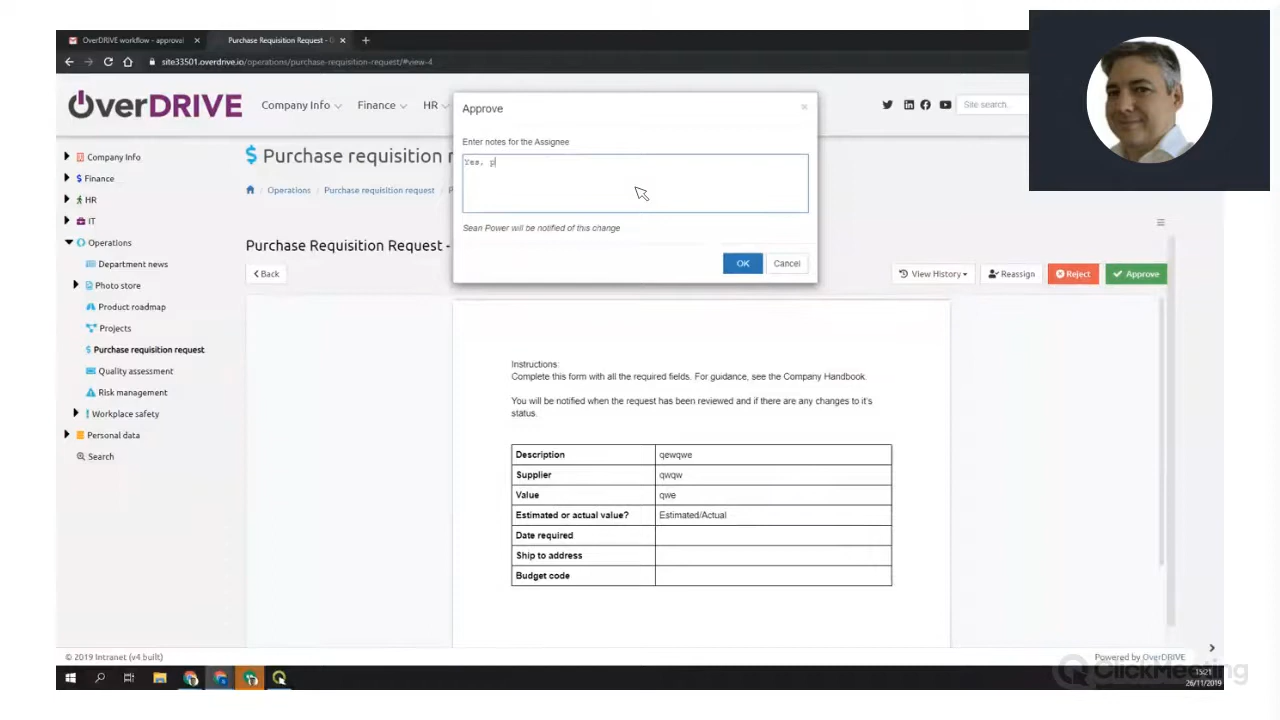 OverDRIVE workflow - approval
Purchase Requisition Request -
site33501.overdrive.io/operations/purchase-requisition-request/#view-4
OverDRIVE
Company Info
Finance
HR
Site search..
Approve
Enter notes for the Assignee
Yes, p
Sean Power will be notified of this change
OK
Cancel
Company Info
Finance
HR
IT
Operations
Department news
Photo store
Product roadmap
Projects
Purchase requisition request
Quality assessment
Risk management
Workplace safety
Personal data
Search
$ Purchase requisition r
Operations / Purchase requisition request / P
Purchase Requisition Request -
Back
View History
Reassign
Reject
Approve
Instructions:
Complete this form with all the required fields. For guidance, see the Company Handbook.
You will be notified when the request has been reviewed and if there are any changes to it's
status.
Description qewqwe
Supplier qwqw
Value qwe
Estimated or actual value? Estimated/Actual
Date required
Ship to address
Budget code
© 2019 Intranet (v4 built)
Powered by OverDRIVE
ClickMeeting
15:21
26/11/2019